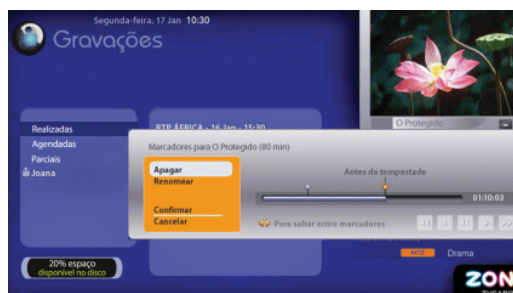 Segunda-feira, 17 Jan 10:30
Gravações
Realizadas
Agendadas
Parciais
Joana
RTP ÁFRICA - 16 Jan - 15:30
O Protegido
Marcadores para O Protegido (80 min)
Apagar
Renomear
Confirmar
Cancelar
Antes da tempestade
01:10:03
Para saltar entre marcadores
M12 Drama
20% espaço
disponível no disco
ZON
TVCABO